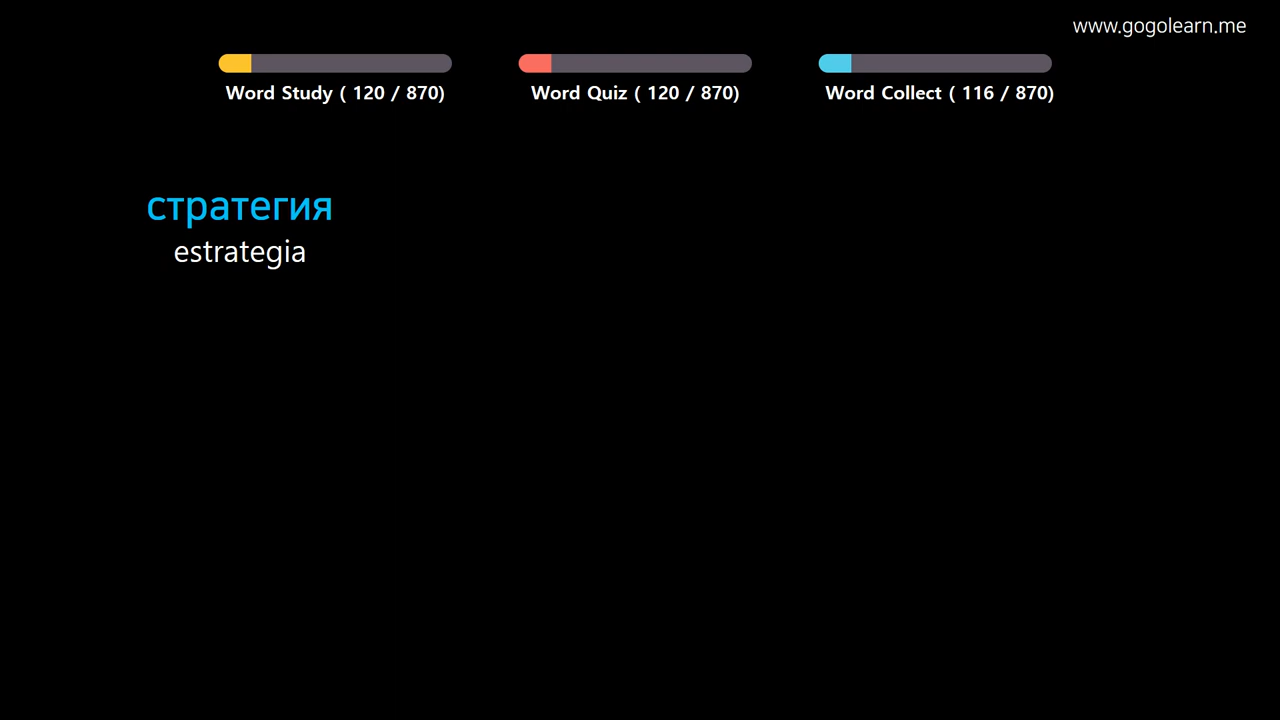 www.gogolearn.me
Word Study ( 120 / 870)
Word Quiz ( 120 / 870)
Word Collect ( 116 / 870)
стратегия
estrategia